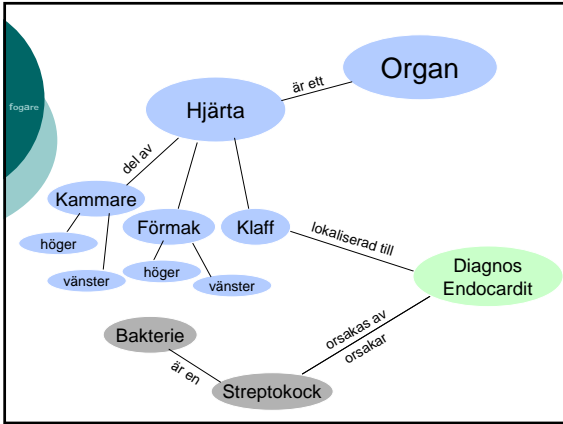 Organ
är ett
fogäre
Hjärta
del av
Kammare
Förmak
Klaff
lokaliserad till
höger
vänster
höger
vänster
Diagnos
Endocardit
Bakterie
orsakas av
orsakar
är en
Streptokock